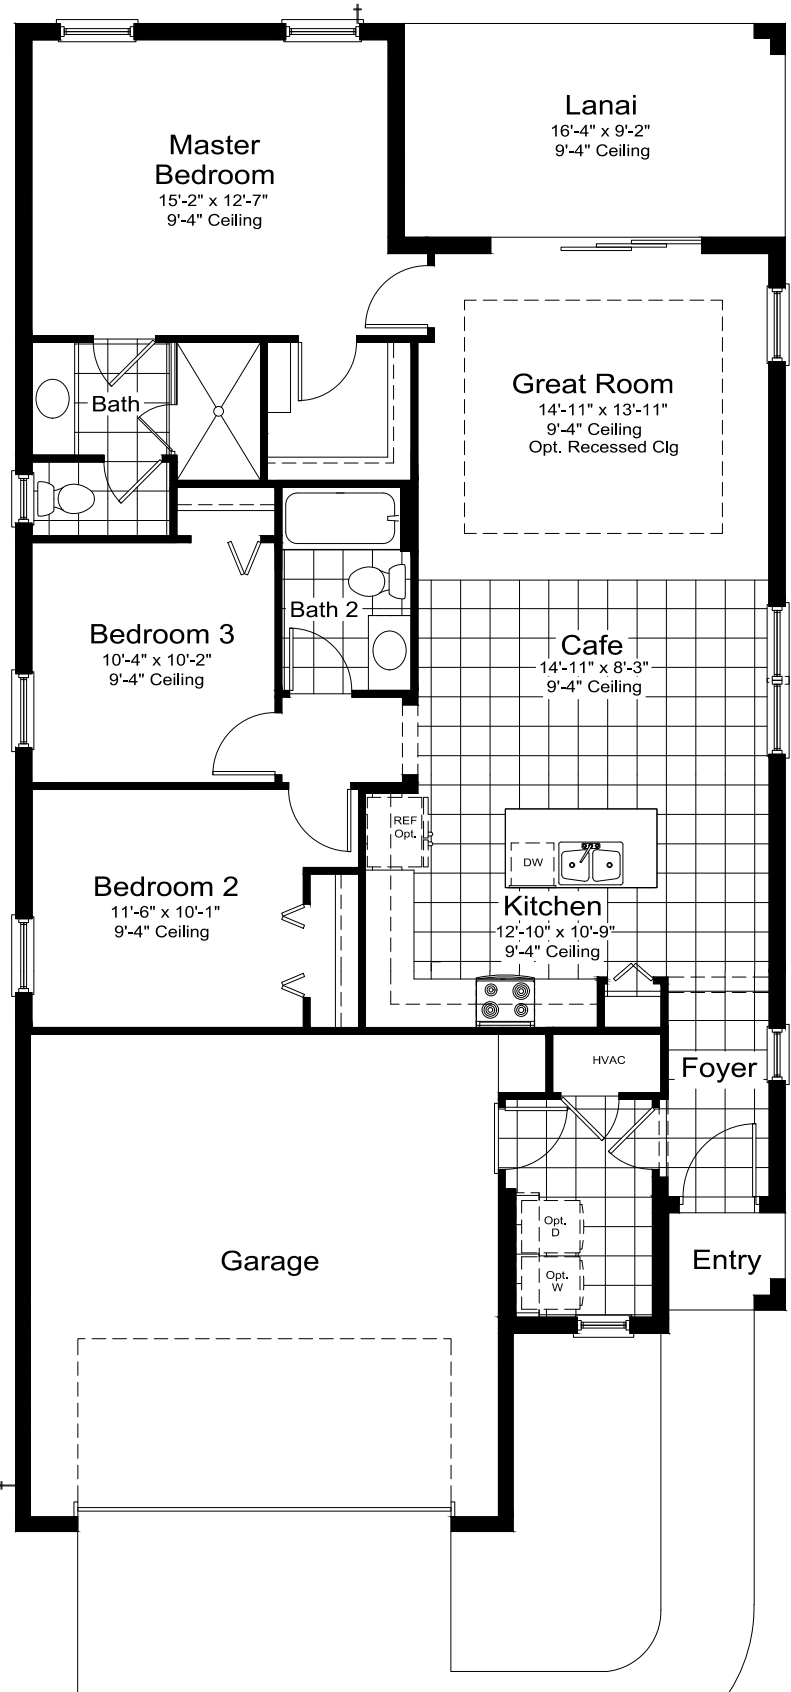 Lanai
16'-4" x 9'-2"
9'-4" Ceiling
Master
Bedroom
15'-2" x 12'-7"
9'-4" Ceiling
Great Room
14'-11" x 13'-11"
9'-4" Ceiling
Opt. Recessed Clg
Bath
Bath 2
Bedroom 3
10'-4" x 10'-2"
9'-4" Ceiling
Cafe
14'-11" x 8'-3"
9'-4" Ceiling
REF
Opt.
DW
Bedroom 2
11'-6" x 10'-1"
9'-4" Ceiling
Kitchen
12'-10" x 10'-9"
9'-4" Ceiling
HVAC
Foyer
Opt.
D
Opt.
W
Garage
Entry